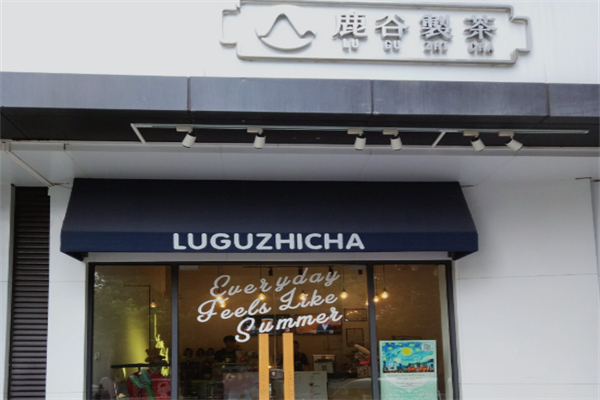 鹿谷製茶
LU GU ZHI CHA
LUGUZHICHA
Everyday
Feels Like
Summer